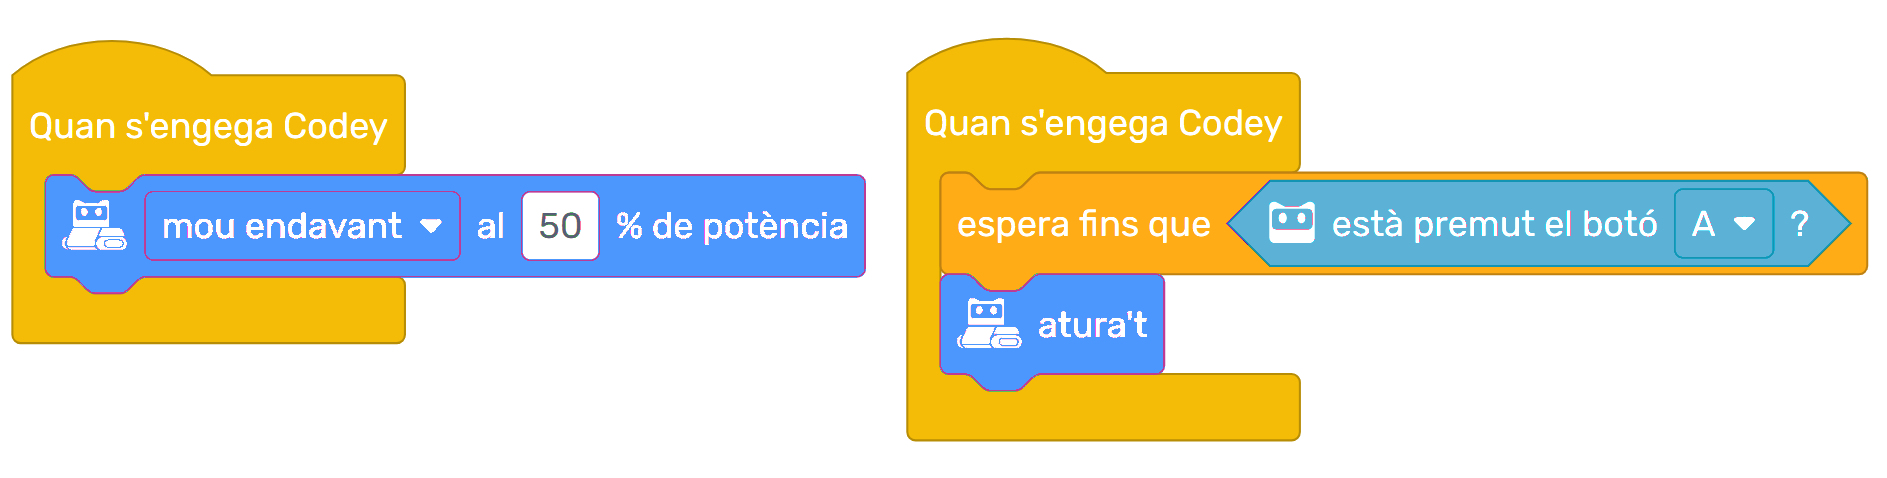 Quan s'engega Codey
mou endavant al 50 % de potència
Quan s'engega Codey
espera fins que està premut el botó A ?
atura't